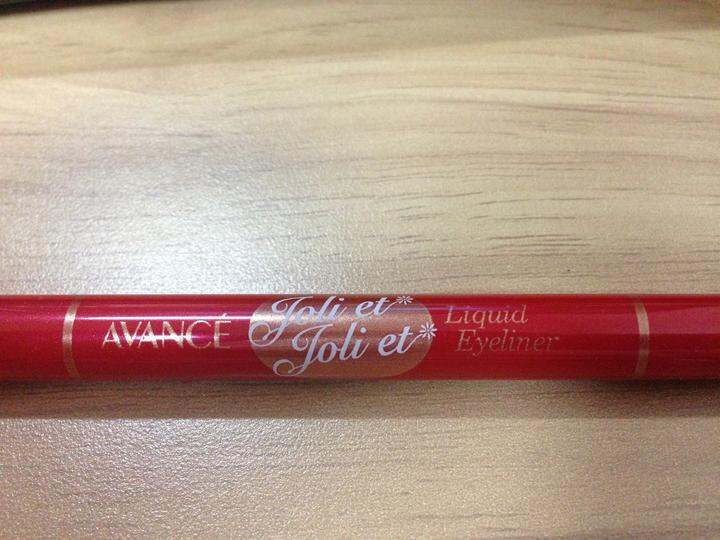 AVANCÉ
Joli et*
Joli et*
Liquid
Eyeliner